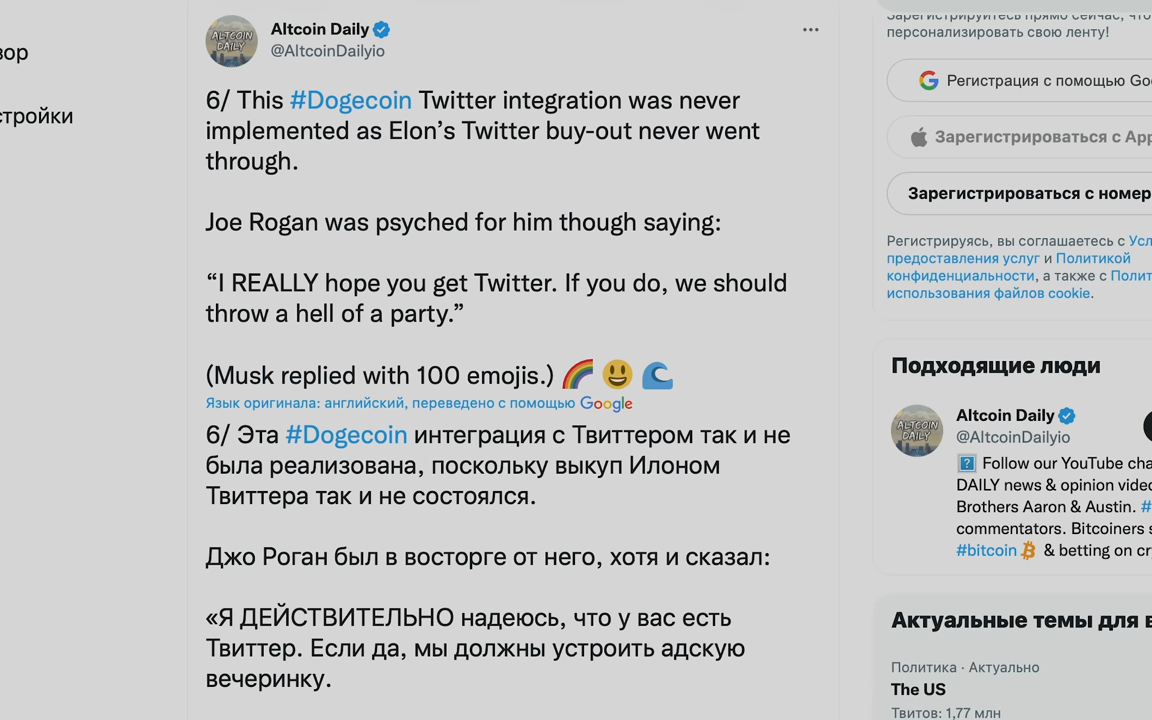 зор
стройки
Altcoin Daily
@AltcoinDailyio
6/ This #Dogecoin Twitter integration was never
implemented as Elon’s Twitter buy-out never went
through.
Joe Rogan was psyched for him though saying:
“I REALLY hope you get Twitter. If you do, we should
throw a hell of a party.”
(Musk replied with 100 emojis.) 🌈 😃 🌊
Язык оригинала: английский, переведено с помощью Google
6/ Эта #Dogecoin интеграция с Твиттером так и не
была реализована, поскольку выкуп Илоном
Твиттера так и не состоялся.
Джо Роган был в восторге от него, хотя и сказал:
«Я ДЕЙСТВИТЕЛЬНО надеюсь, что у вас есть
Твиттер. Если да, мы должны устроить адскую
вечеринку.
Зарегистрируйтесь прямо сейчас, что
персонализировать свою ленту!
Регистрация с помощью Goo
Зарегистрироваться с App
Зарегистрироваться с номер
Регистрируясь, вы соглашаетесь с Усл
предоставления услуг и Политикой
конфиденциальности, а также с Полит
использования файлов cookie.
Подходящие люди
Altcoin Daily
@AltcoinDailyio
Follow our YouTube cha
DAILY news & opinion video
Brothers Aaron & Austin. #
commentators. Bitcoiners s
#bitcoin & betting on cr
Актуальные темы для в
Политика · Актуально
The US
Твитов: 1,77 млн
ALTCOIN
DAILY
ALTCOIN
DAILY